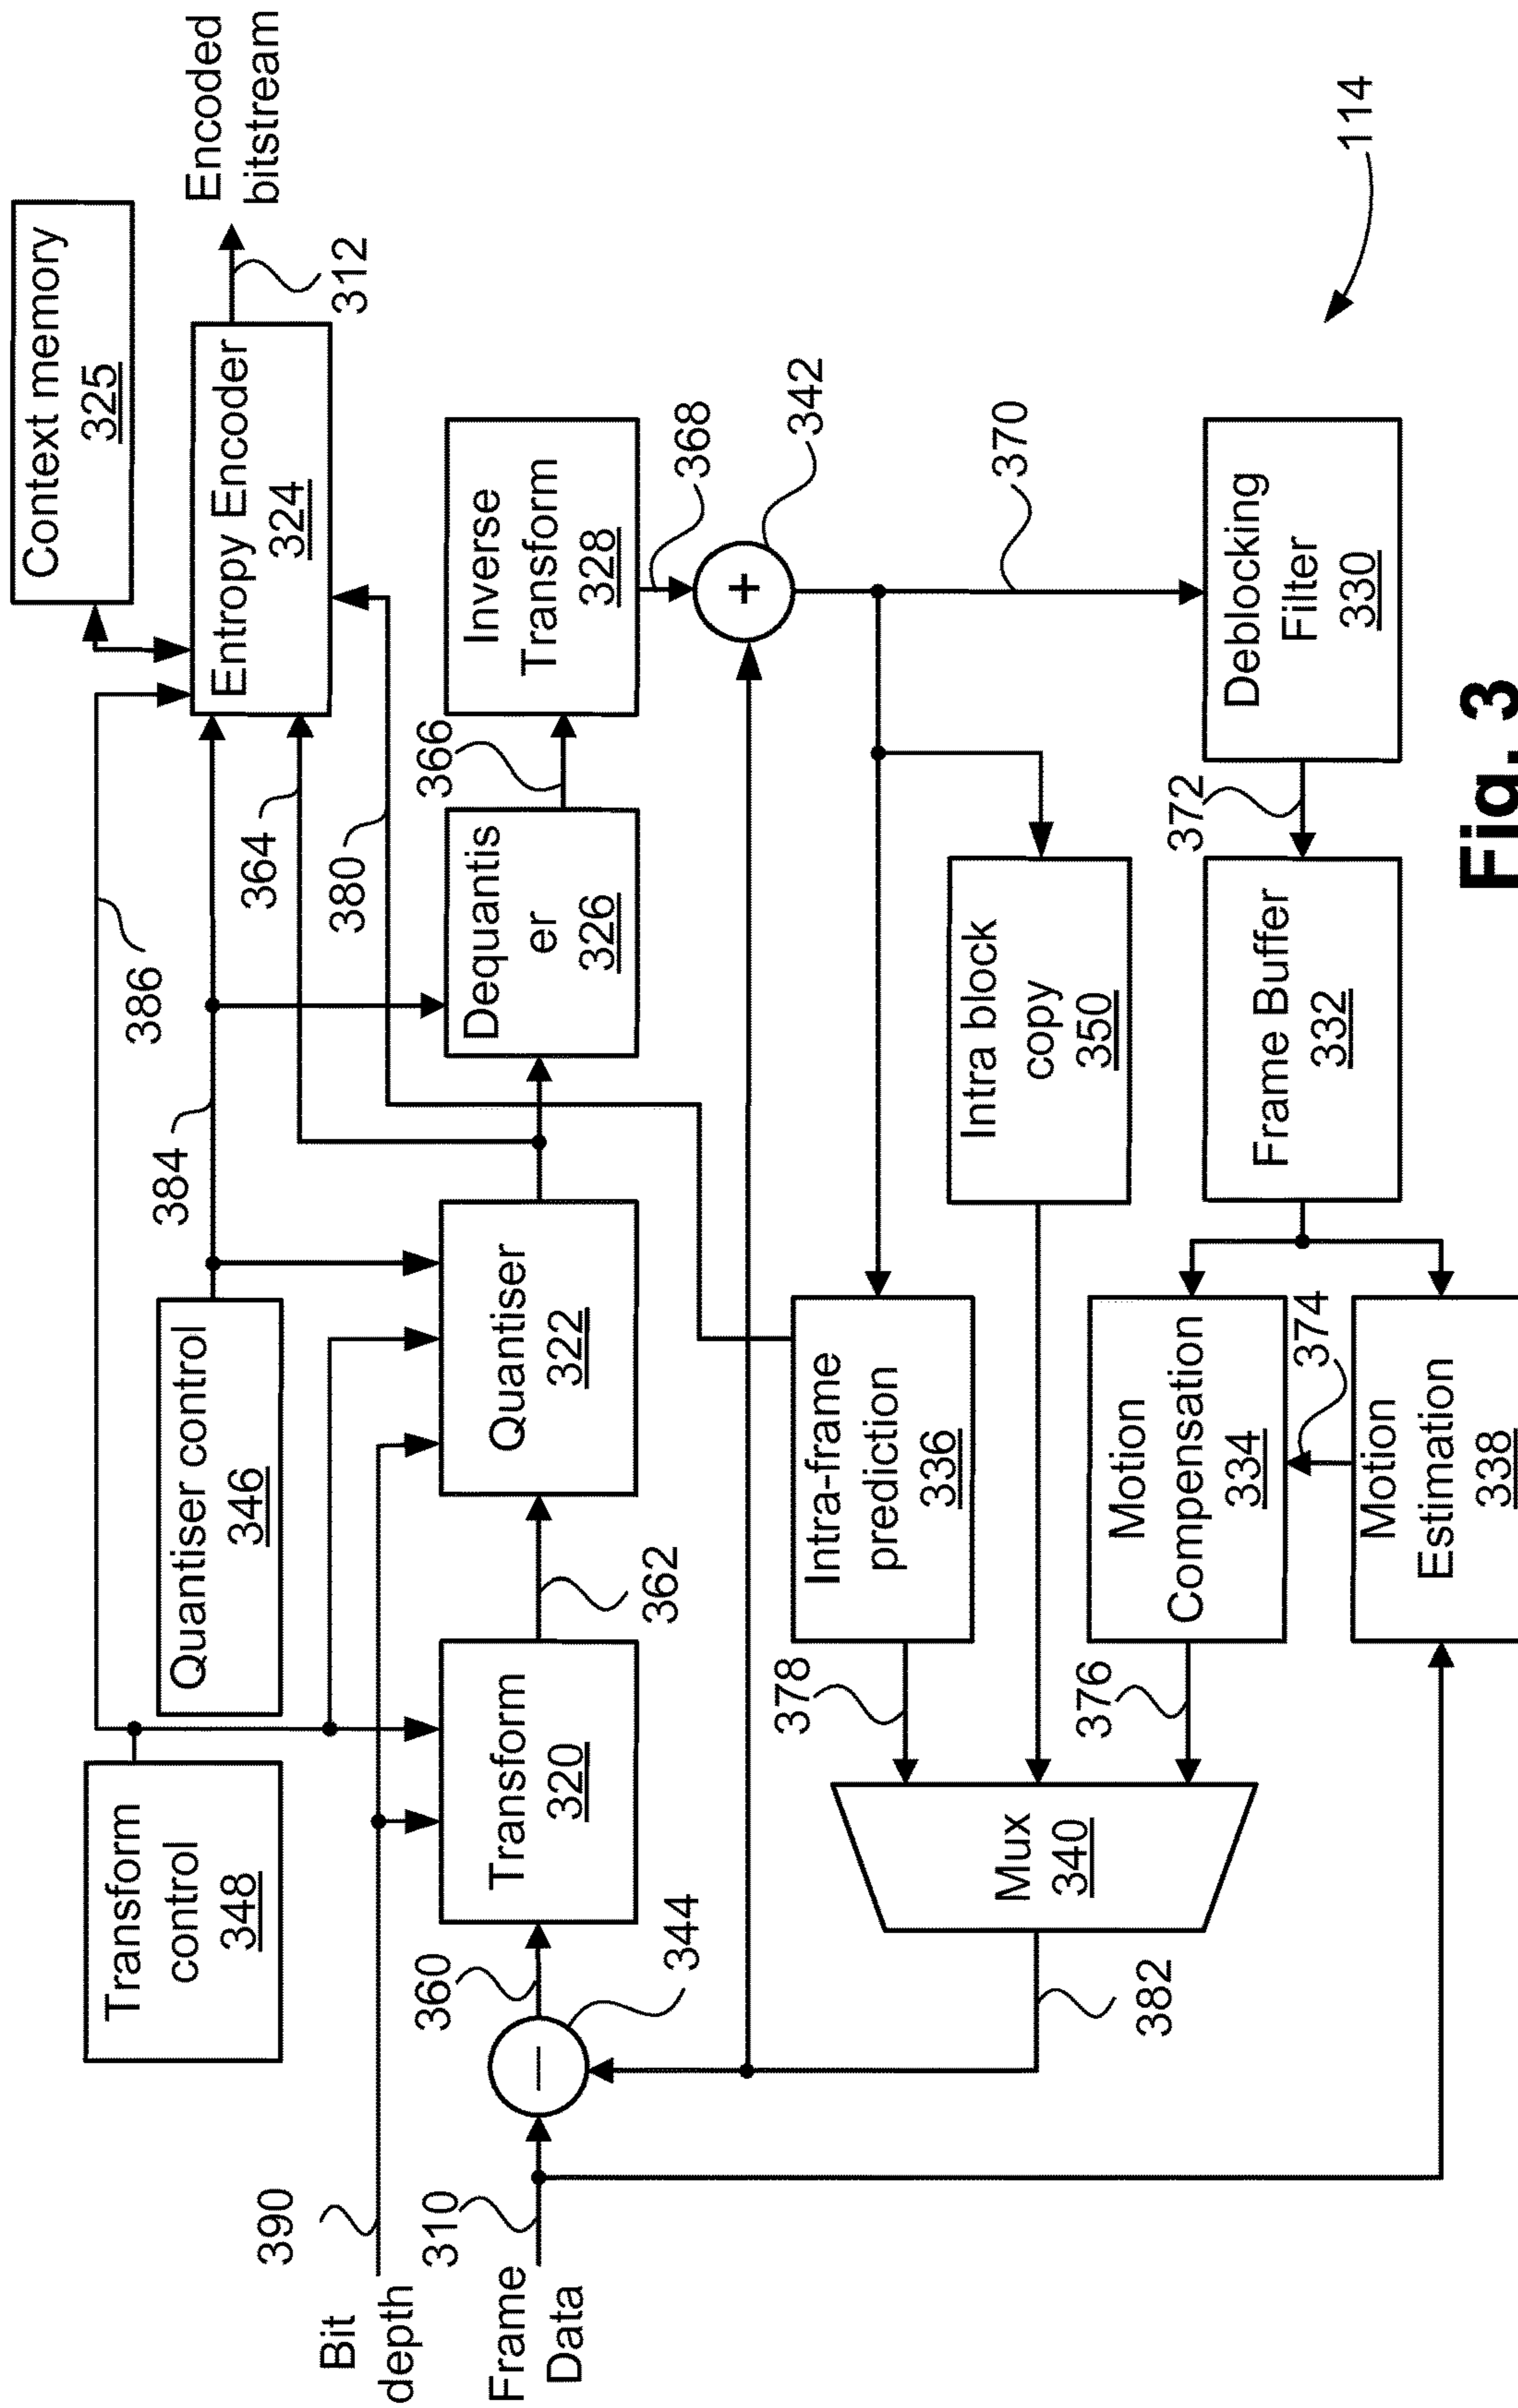 Transform
control
348
Quantiser control
346
Context memory
325
386
384
364
380
Entropy Encoder
324
Encoded
bitstream
312
Bit
depth
390
Frame
Data
310
344
360
Transform
320
362
Quantiser
322
Dequantis
er
326
366
Inverse
Transform
328
368
342
378
Intra-frame
prediction
336
Intra block
copy
350
370
Mux
340
382
376
Motion
Compensation
334
374
Motion
Estimation
338
Frame Buffer
332
372
Deblocking
Filter
330
114
Fig. 3